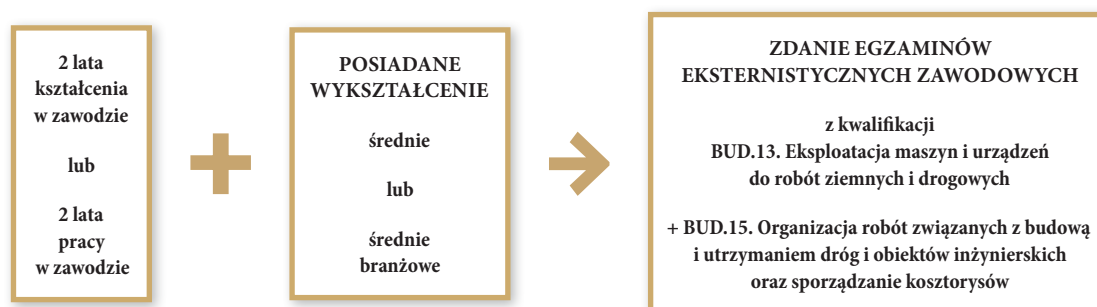 2 lata
kształcenia
w zawodzie
lub
2 lata
pracy
w zawodzie
POSIADANE
WYKSZTAŁCENIE
średnie
lub
średnie
branżowe
ZDANIE EGZAMINÓW
EKSTERNISTYCZNYCH ZAWODOWYCH
z kwalifikacji
BUD.13. Eksploatacja maszyn i urządzeń
do robót ziemnych i drogowych
+ BUD.15. Organizacja robót związanych z budową
i utrzymaniem dróg i obiektów inżynierskich
oraz sporządzanie kosztorysów